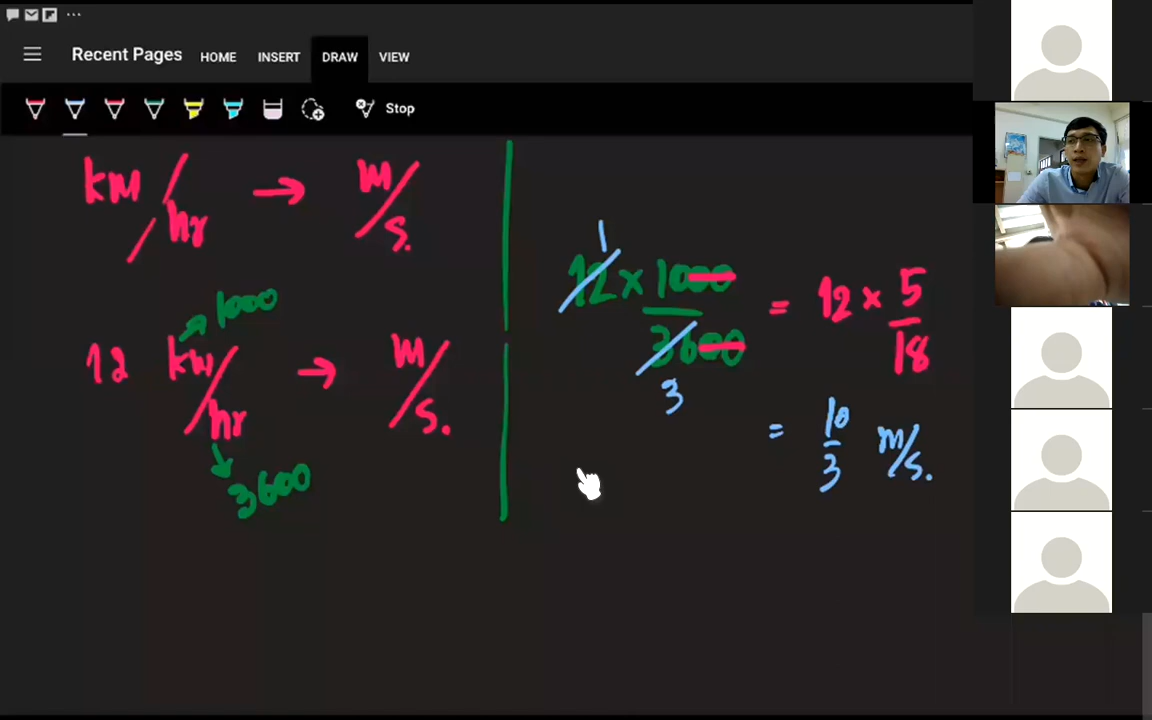 Recent Pages HOME INSERT DRAW VIEW
Stop
km/hr → m/s.
1000
12 km/hr → m/s.
3600
1
12 × 1000/3600 = 12 × 5/18
3
= 10/3 m/s.